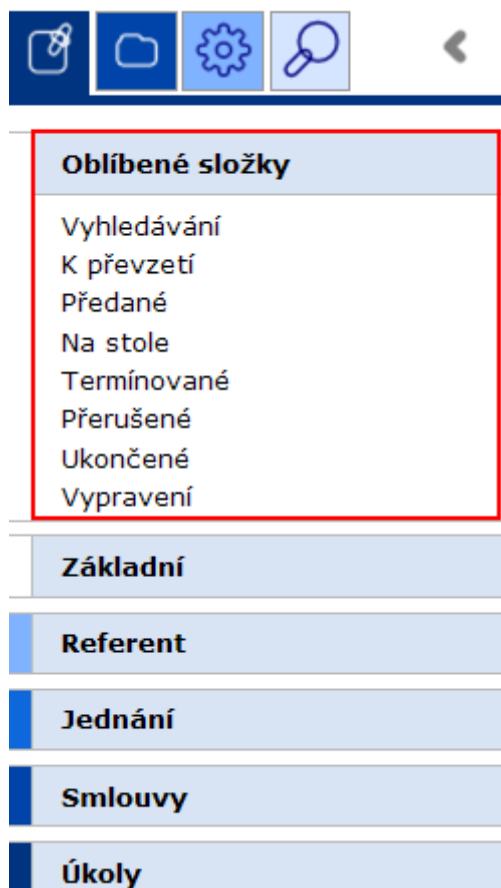 Oblíbené složky
Vyhledávání
K převzetí
Předané
Na stole
Termínované
Přerušené
Ukončené
Vypravení
Základní
Referent
Jednání
Smlouvy
Úkoly